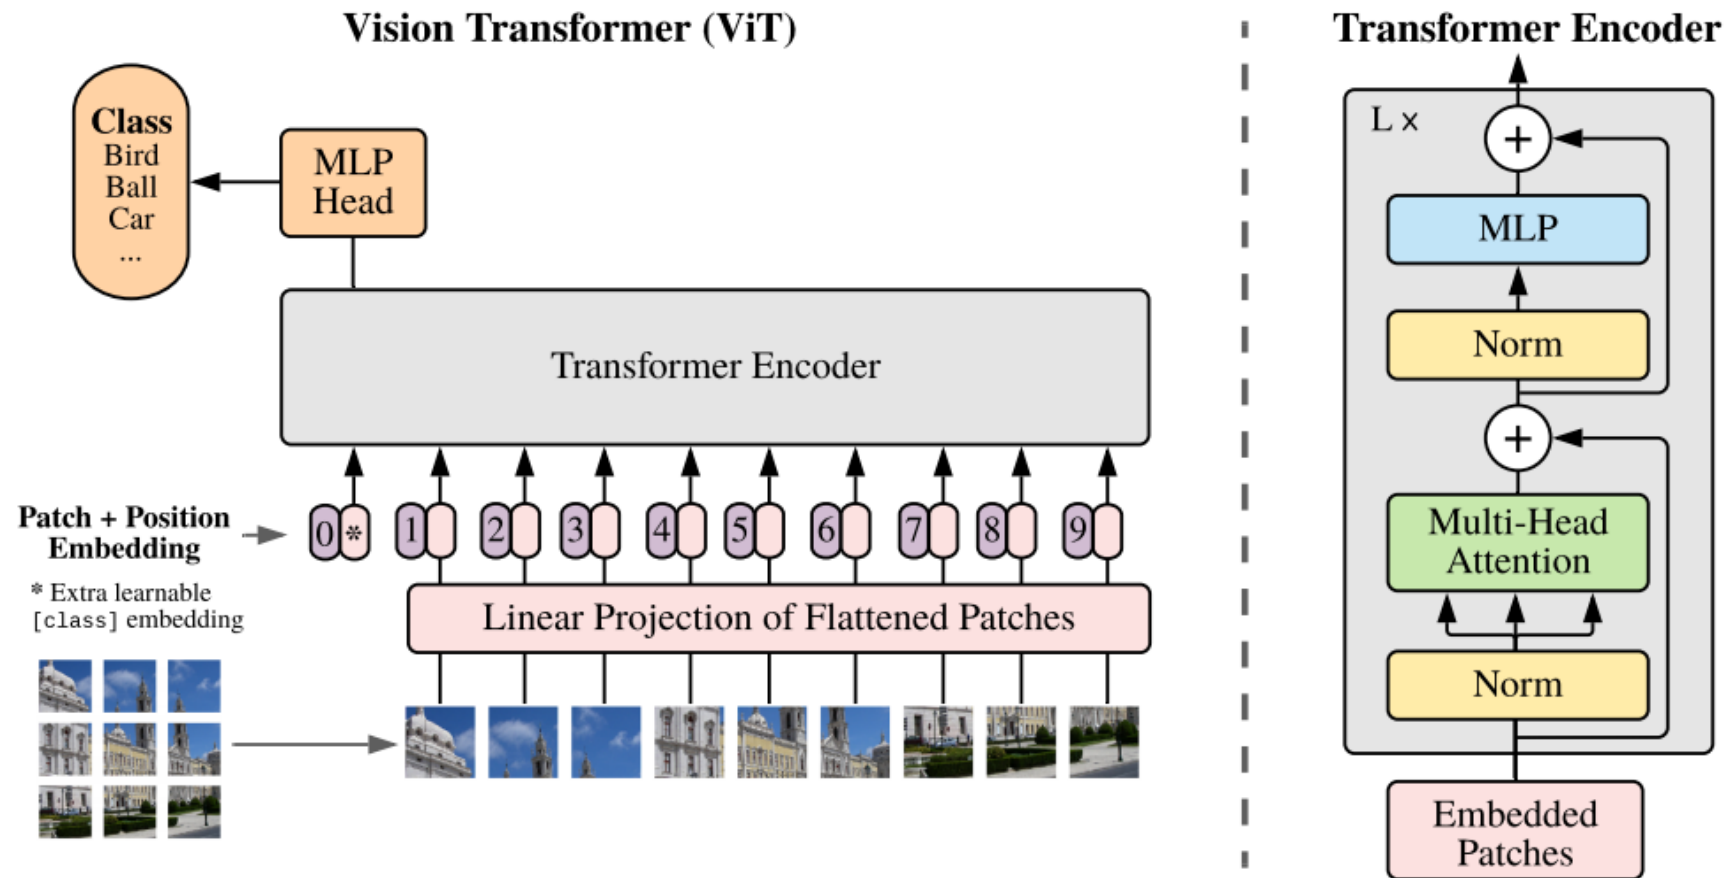 Vision Transformer (ViT)
Class
Bird
Ball
Car
...
MLP
Head
Transformer Encoder
Patch + Position
Embedding
0 * 1 2 3 4 5 6 7 8 9
* Extra learnable
[class] embedding
Linear Projection of Flattened Patches
Transformer Encoder
L ×
+
MLP
Norm
+
Multi-Head
Attention
Norm
Embedded
Patches